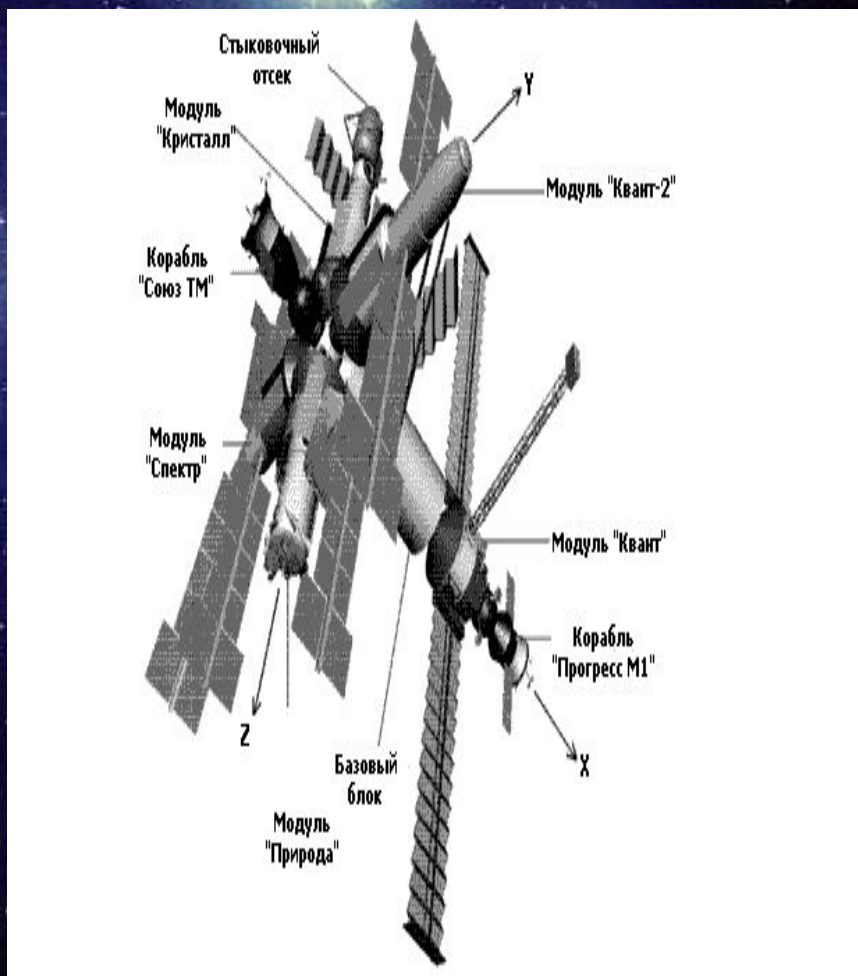 Стыковочный
отсек
Модуль
"Кристалл"
Y
Модуль "Квант-2"
Корабль
"Союз ТМ"
Модуль
"Спектр"
Модуль "Квант"
Корабль
"Прогресс М1"
Z
X
Базовый
блок
Модуль
"Природа"